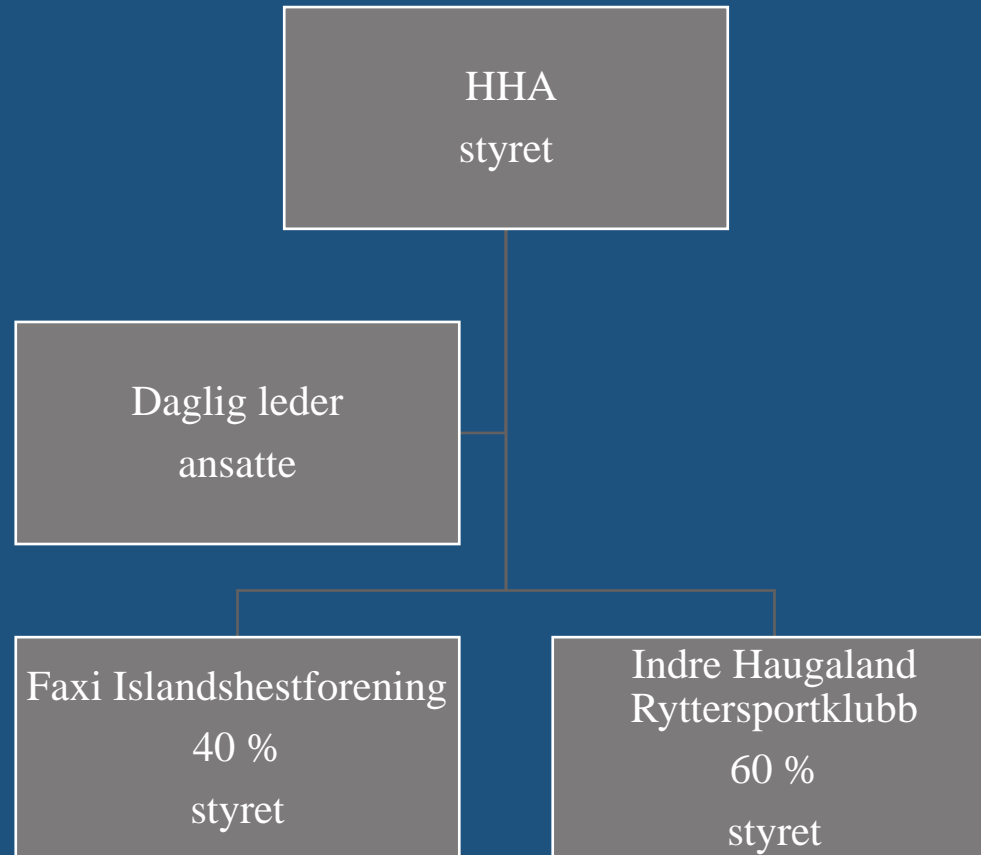 HHA
styret
Daglig leder
ansatte
Faxi Islandshestforening
40 %
styret
Indre Haugaland
Ryttersportklubb
60 %
styret